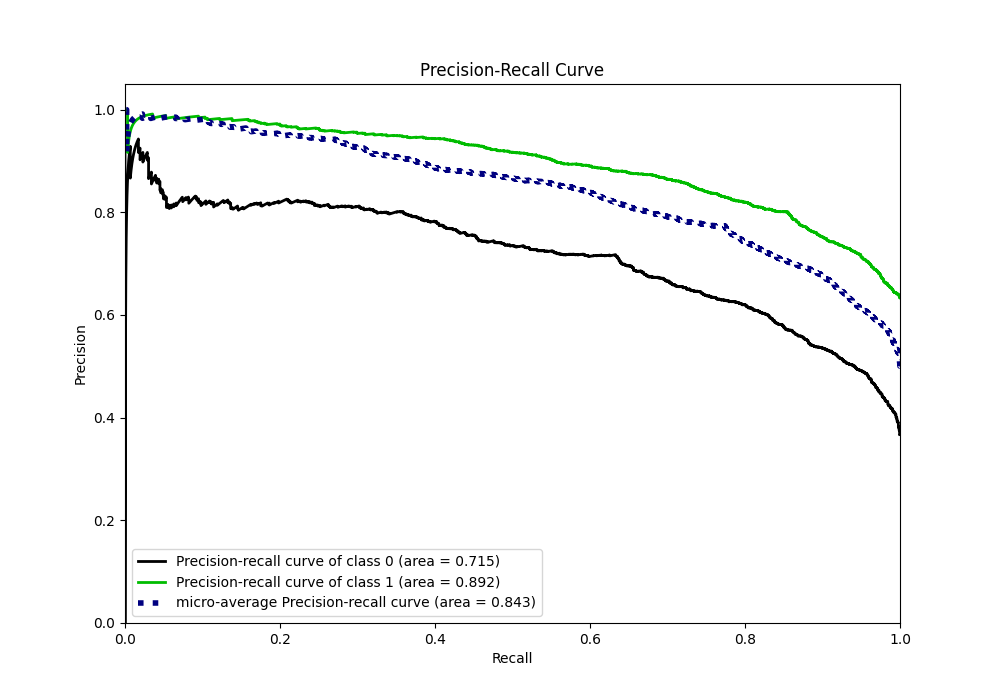 Precision-Recall Curve
1.0
0.8
0.6
0.4
0.2
0.0
Precision
Precision-recall curve of class 0 (area = 0.715)
Precision-recall curve of class 1 (area = 0.892)
micro-average Precision-recall curve (area = 0.843)
0.0 0.2 0.4 0.6 0.8 1.0
Recall